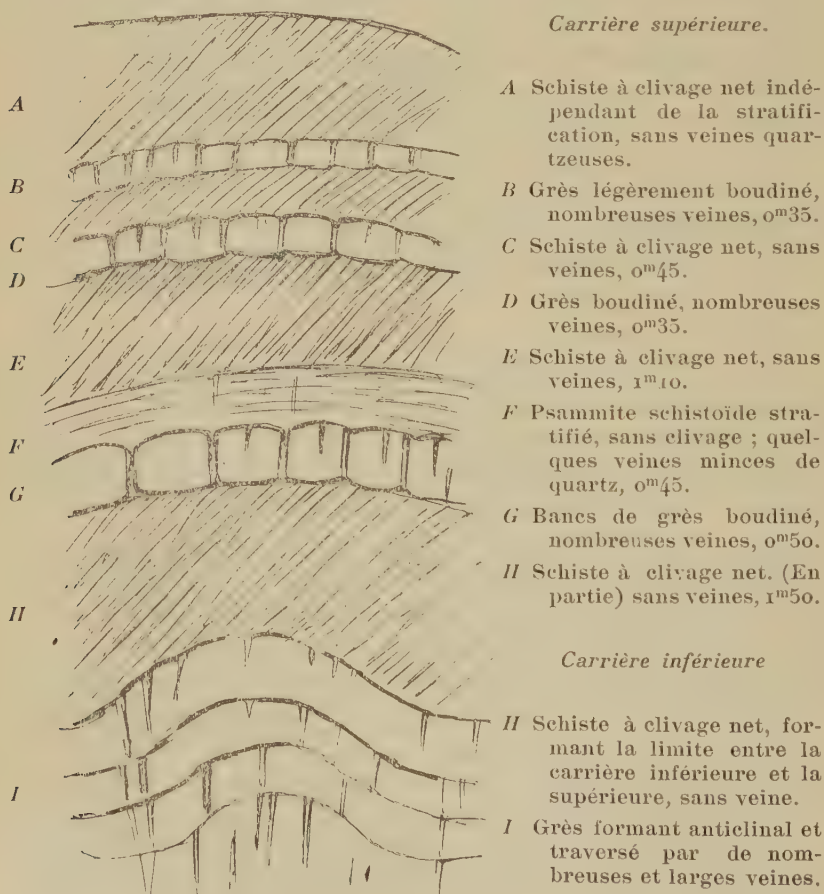 Carrière supérieure.
A
A Schiste à clivage net indé-
pendant de la stratifi-
cation, sans veines quar-
tzeuses.
B
B Grès légèrement boudiné,
nombreuses veines, 0ᵐ35.
C
C Schiste à clivage net, sans
veines, 0ᵐ45.
D
D Grès boudiné, nombreuses
veines, 0ᵐ35.
E
E Schiste à clivage net, sans
veines, 1ᵐ10.
F
F Psammite schistoïde stra-
tifié, sans clivage ; quel-
ques veines minces de
quartz, 0ᵐ45.
G
G Bancs de grès boudiné,
nombreuses veines, 0ᵐ50.
H
H Schiste à clivage net. (En
partie) sans veines, 1ᵐ50.
Carrière inférieure
H Schiste à clivage net, for-
mant la limite entre la
carrière inférieure et la
supérieure, sans veine.
I
I Grès formant anticlinal et
traversé par de nom-
breuses et larges veines.